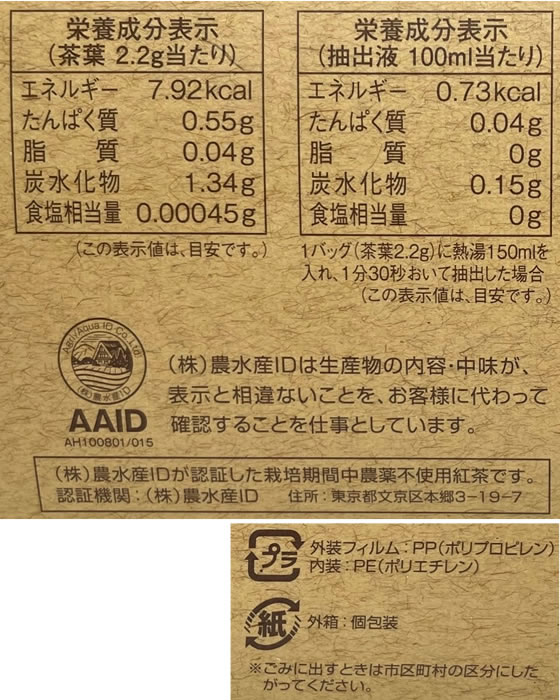 栄養成分表示
(茶葉 2.2g当たり)
エネルギー 7.92kcal
たんぱく質 0.55g
脂 質 0.04g
炭水化物 1.34g
食塩相当量 0.00045g
(この表示値は、目安です。)
栄養成分表示
(抽出液 100ml当たり)
エネルギー 0.73kcal
たんぱく質 0.04g
脂 質 0g
炭水化物 0.15g
食塩相当量 0g
1バッグ(茶葉2.2g)に熱湯150mlを
入れ、1分30秒おいて抽出した場合
(この表示値は、目安です。)
Agri-Aqua ID Co.,Ltd
(株)農水産ID
AAID
AH100801/015
(株)農水産IDは生産物の内容・中味が、
表示と相違ないことを、お客様に代わって
確認することを仕事としています。
(株)農水産IDが認証した栽培期間中農薬不使用紅茶です。
認証機関:(株)農水産ID 住所:東京都文京区本郷3-19-7
プラ
外装フィルム:PP(ポリプロピレン)
内装:PE(ポリエチレン)
紙
外箱:個包装
※ごみに出すときは市区町村の区分にした
がってください。